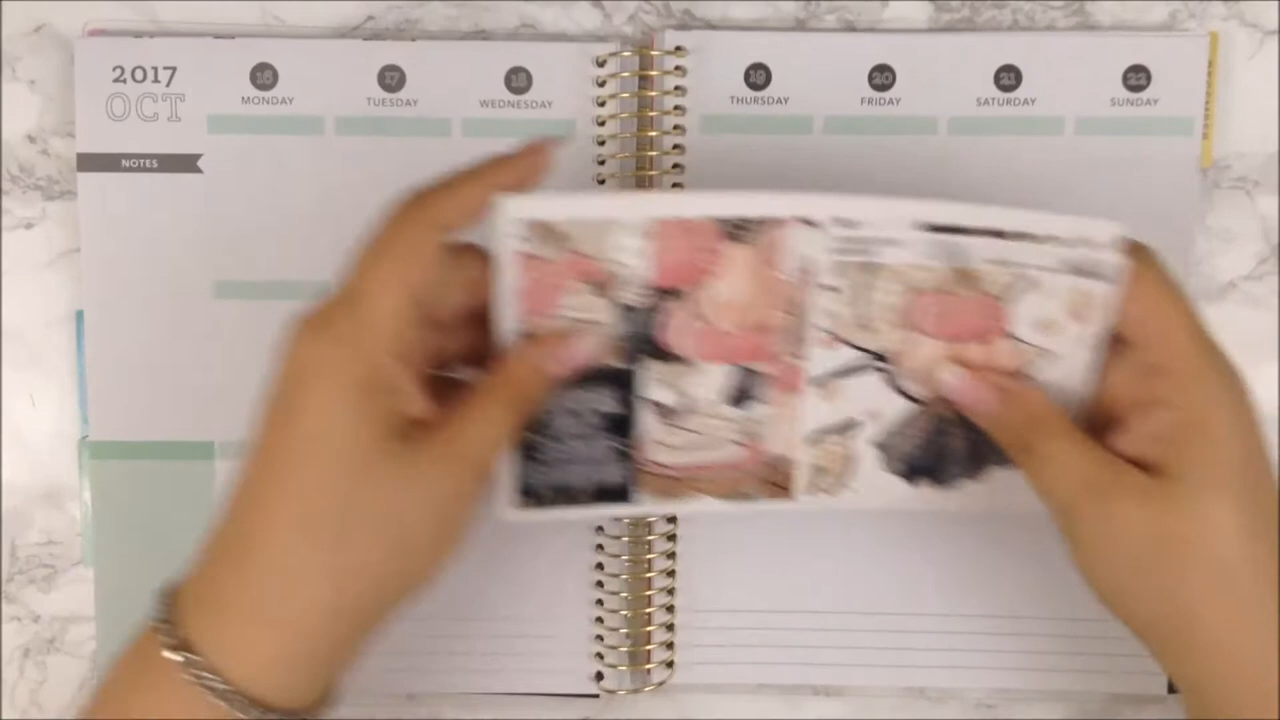 2017
OCT
16
MONDAY
17
TUESDAY
18
WEDNESDAY
19
THURSDAY
20
FRIDAY
21
SATURDAY
22
SUNDAY
NOTES